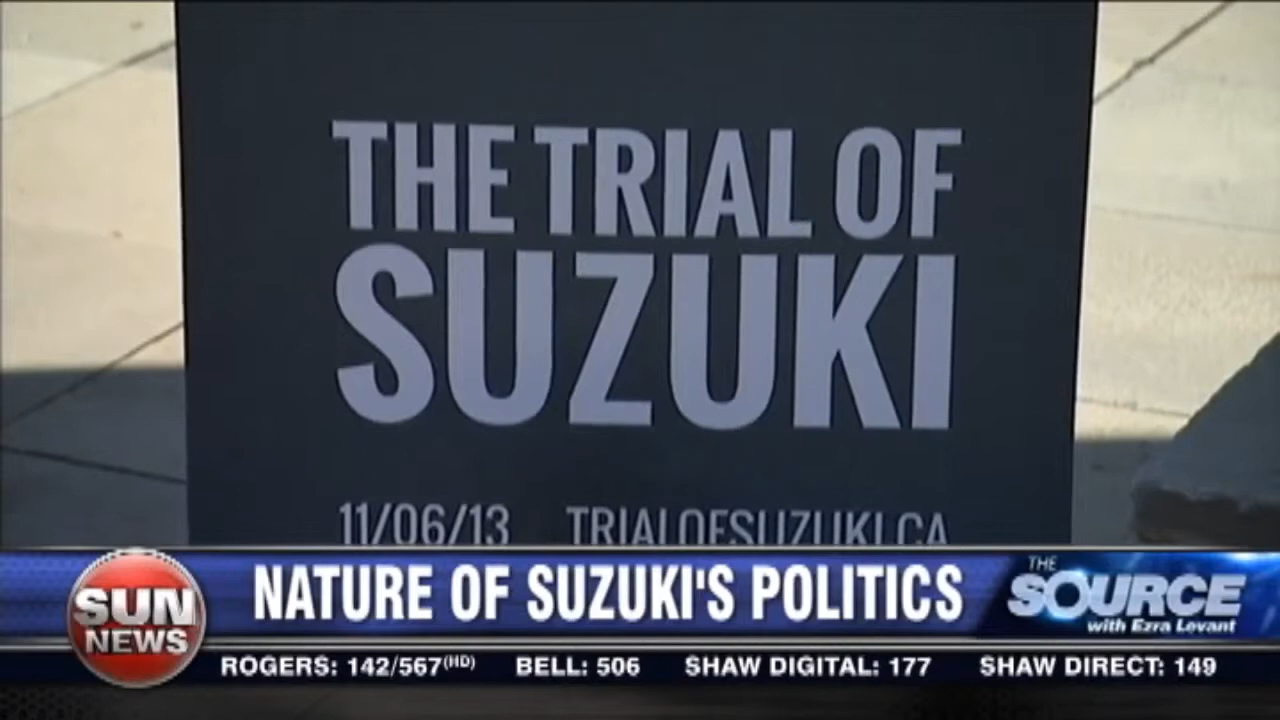 THE TRIAL OF
SUZUKI
11/06/13 TRIALOFSUZUKI.CA
SUN
NEWS
NATURE OF SUZUKI'S POLITICS
THE
SOURCE
with Ezra Levant
ROGERS: 142/567(HD) BELL: 506 SHAW DIGITAL: 177 SHAW DIRECT: 149